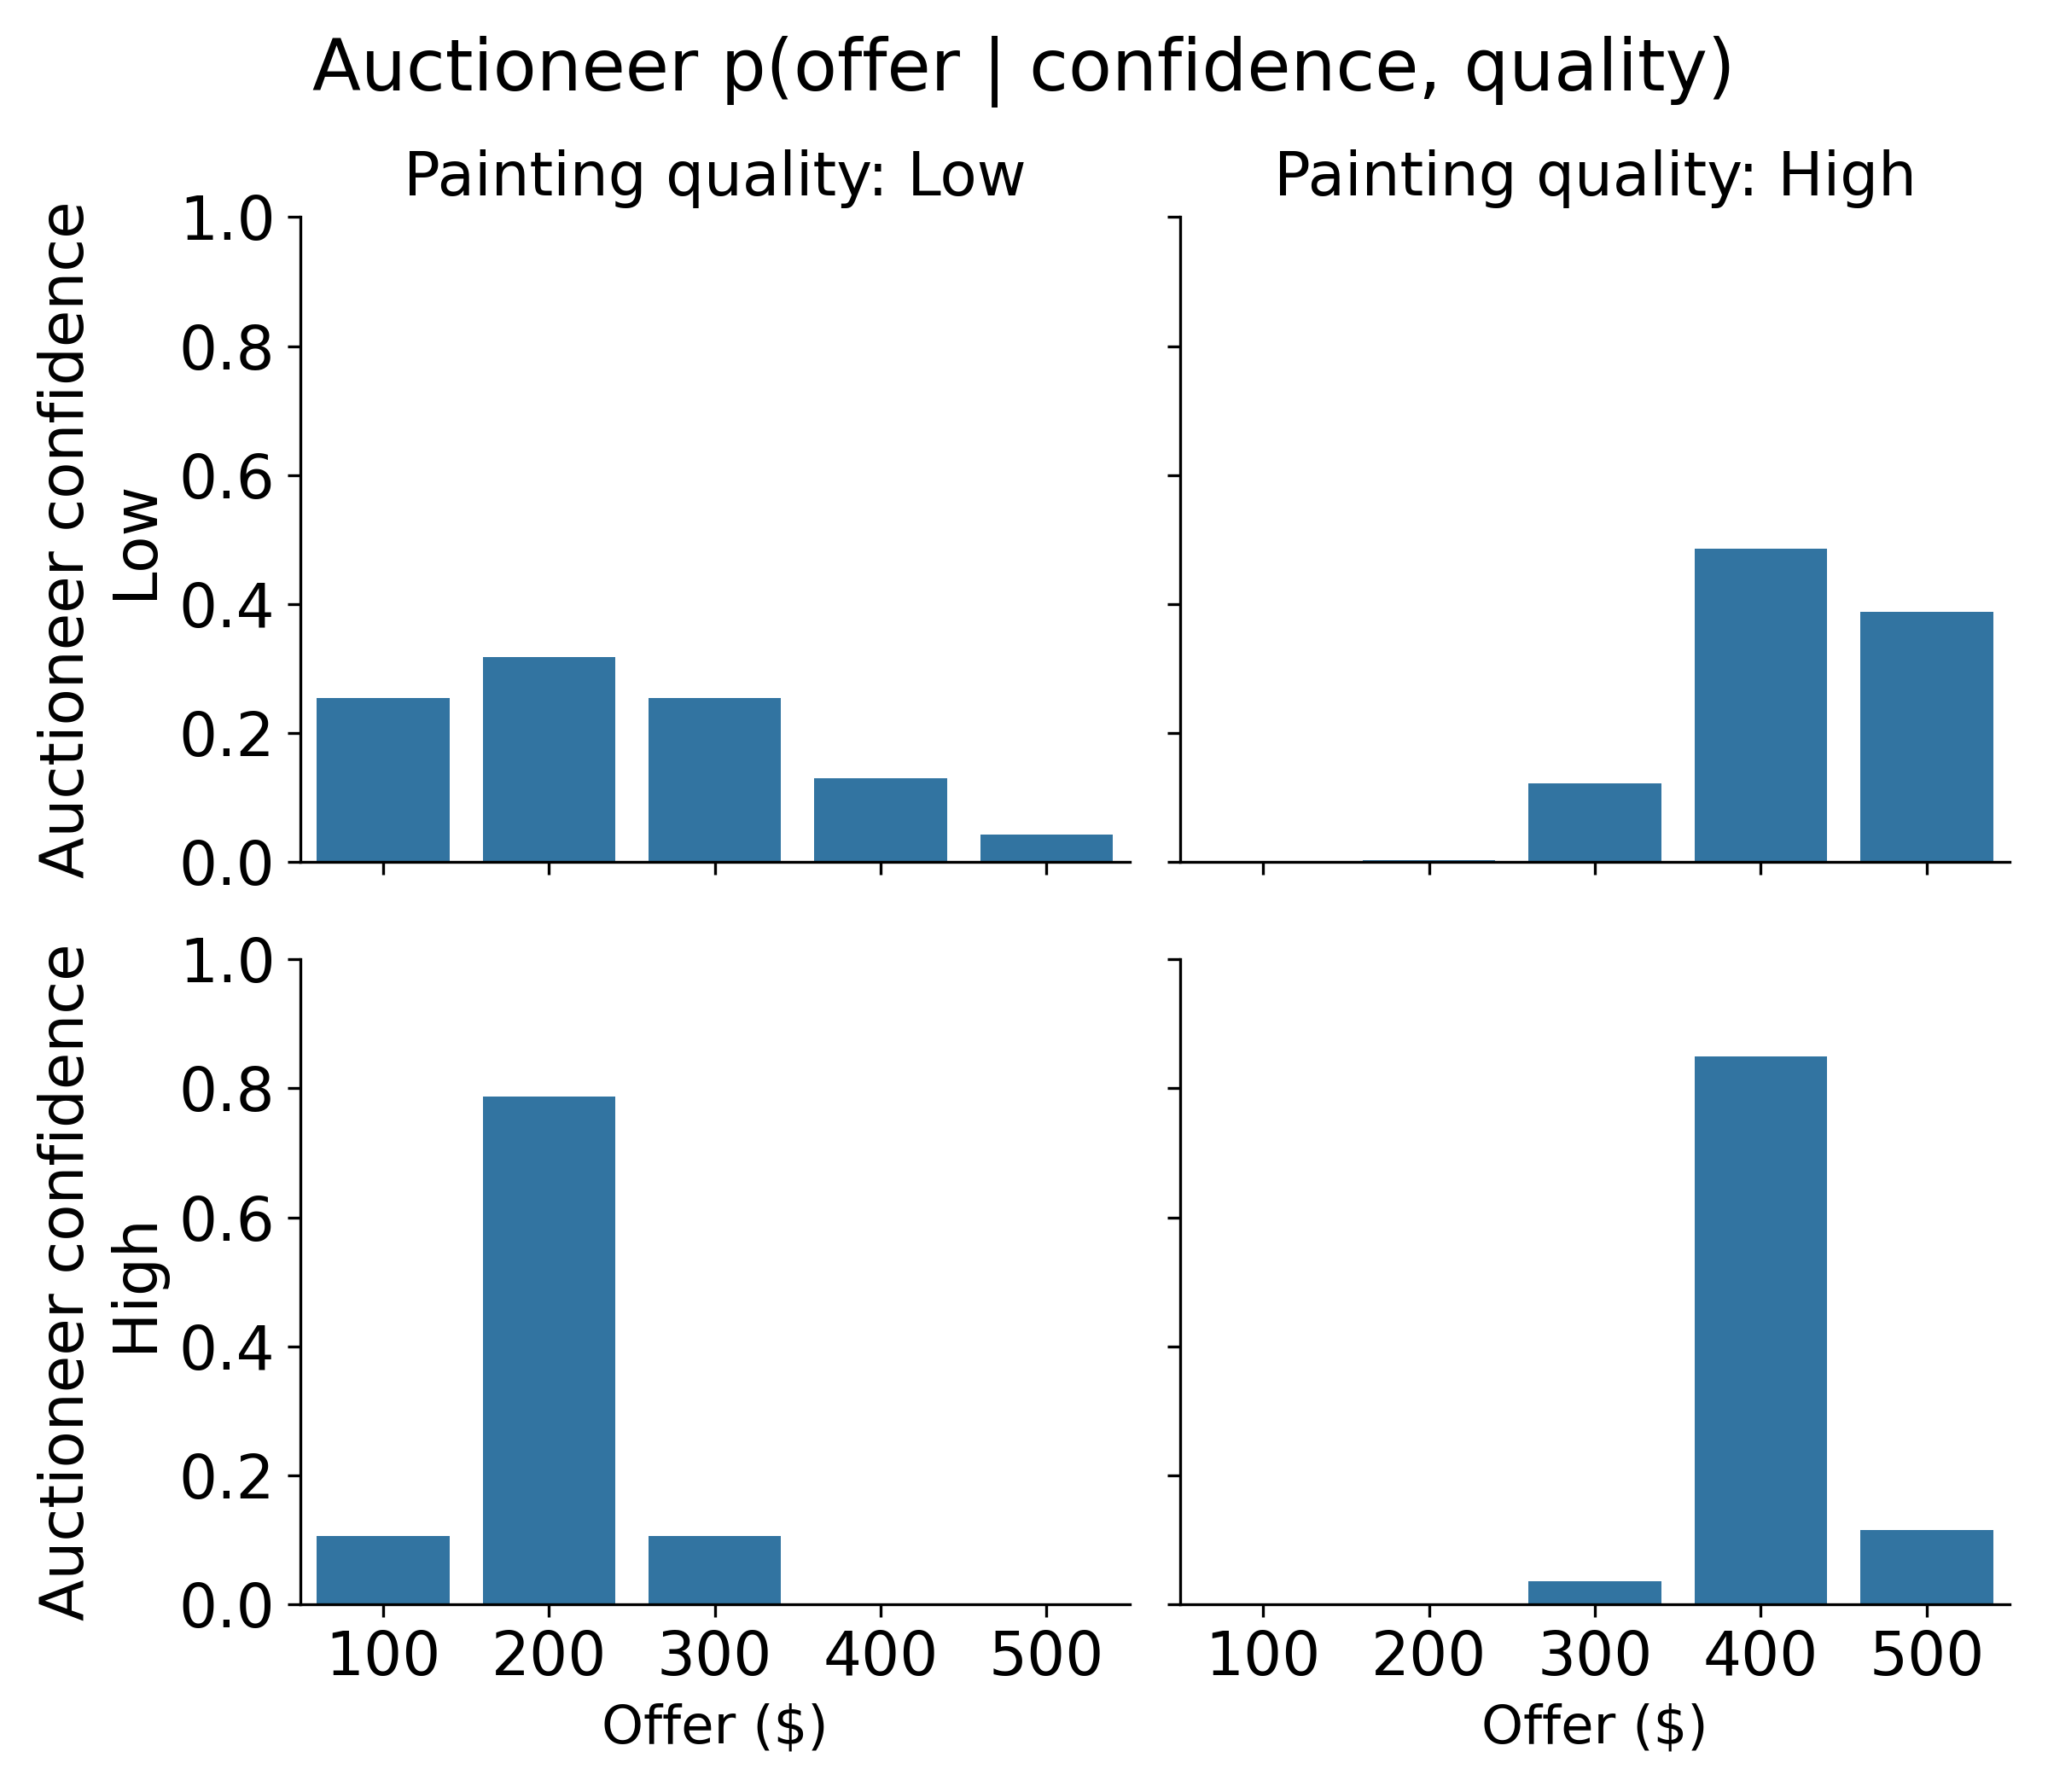 Auctioneer p(offer | confidence, quality)
Painting quality: Low
Painting quality: High
Auctioneer confidence
Low
1.0
0.8
0.6
0.4
0.2
0.0
Auctioneer confidence
High
1.0
0.8
0.6
0.4
0.2
0.0
100 200 300 400 500
100 200 300 400 500
Offer ($)
Offer ($)